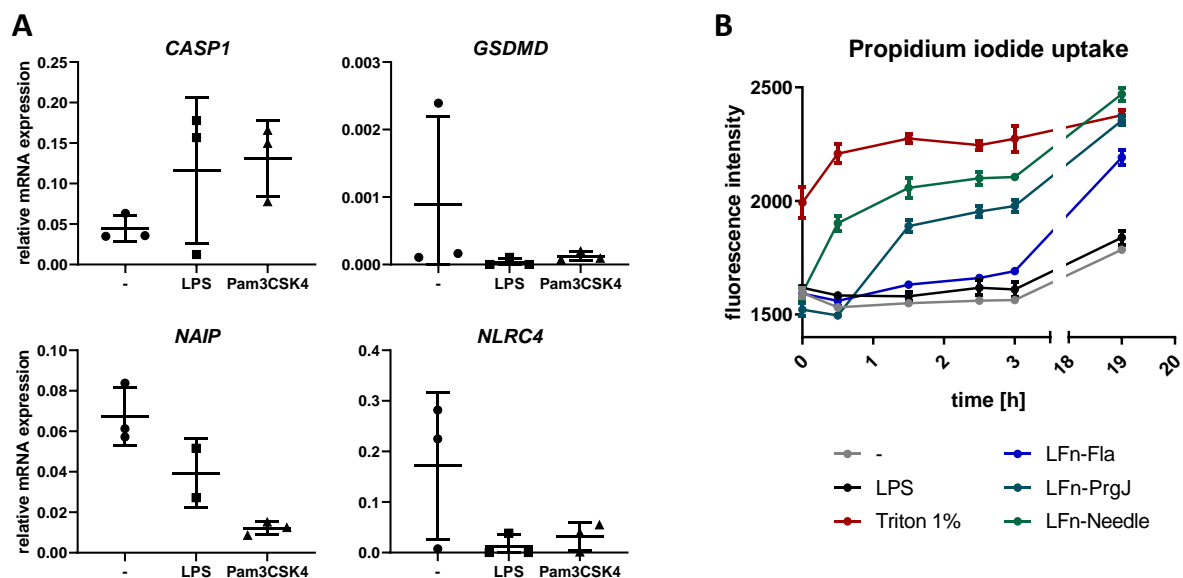 A
CASP1
relative mRNA expression
0.25
0.20
0.15
0.10
0.05
0.00
-
LPS
Pam3CSK4
GSDMD
0.003
0.002
0.001
0.000
-
LPS
Pam3CSK4
NAIP
relative mRNA expression
0.10
0.08
0.06
0.04
0.02
0.00
-
LPS
Pam3CSK4
NLRC4
0.4
0.3
0.2
0.1
0.0
-
LPS
Pam3CSK4
B
Propidium iodide uptake
fluorescence intensity
2500
2000
1500
0
1
2
3
18
19
20
time [h]
-
LPS
Triton 1%
LFn-Fla
LFn-PrgJ
LFn-Needle